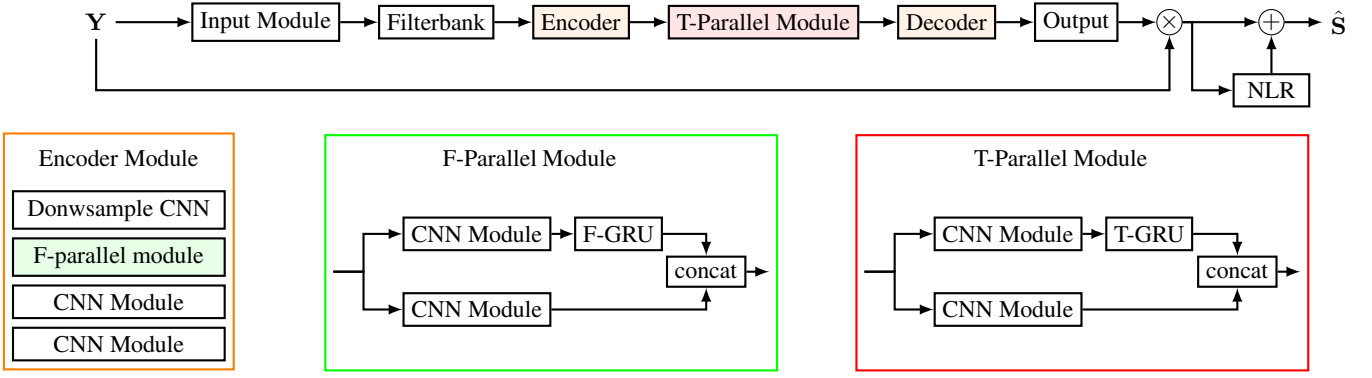 Y Input Module Filterbank Encoder T-Parallel Module Decoder Output × + Ŝ
NLR
Encoder Module
Donwsample CNN
F-parallel module
CNN Module
CNN Module
F-Parallel Module
CNN Module F-GRU
concat
CNN Module
T-Parallel Module
CNN Module T-GRU
concat
CNN Module